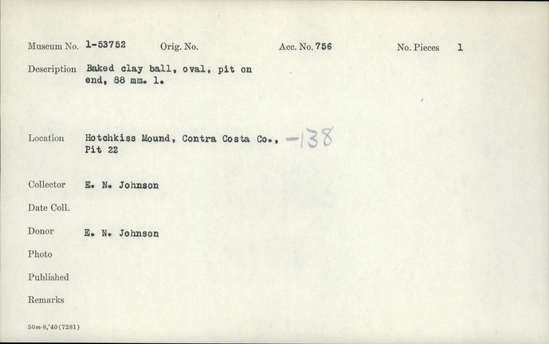 Museum No. 1-53752 Orig. No. Acc. No. 756 No. Pieces 1
Description Baked clay ball, oval, pit on
end, 88 mm. l.
Location Hotchkiss Mound, Contra Costa Co., -138
Pit 22
Collector E. N. Johnson
Date Coll.
Donor E. N. Johnson
Photo
Published
Remarks
50m-8,'40(7281)